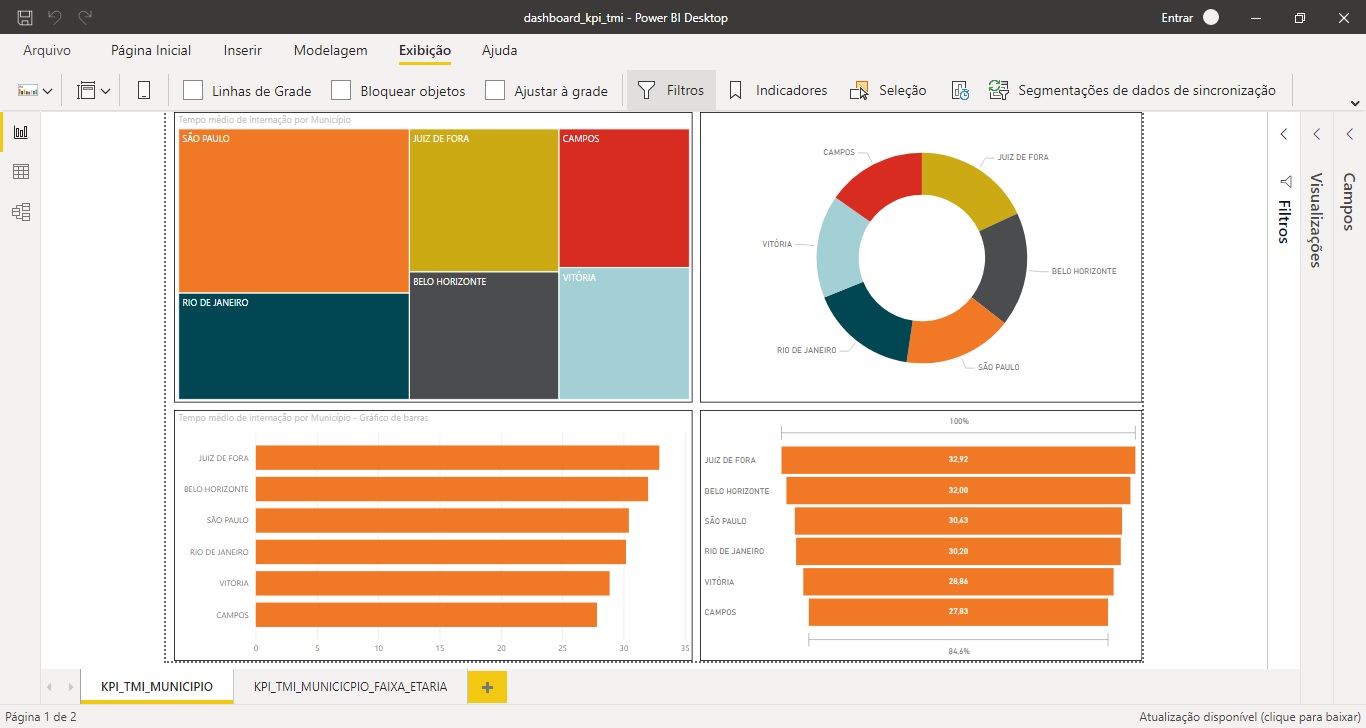 dashboard_kpi_tmi - Power BI Desktop
Entrar
Arquivo
Página Inicial
Inserir
Modelagem
Exibição
Ajuda
Linhas de Grade
Bloquear objetos
Ajustar à grade
Filtros
Indicadores
Seleção
Segmentações de dados de sincronização
Tempo médio de internação por Município
SÃO PAULO
JUIZ DE FORA
CAMPOS
RIO DE JANEIRO
BELO HORIZONTE
VITÓRIA
CAMPOS
JUIZ DE FORA
VITÓRIA
BELO HORIZONTE
RIO DE JANEIRO
SÃO PAULO
Filtros
Visualizações
Campos
Tempo médio de internação por Município - Gráfico de barras
JUIZ DE FORA
BELO HORIZONTE
SÃO PAULO
RIO DE JANEIRO
VITÓRIA
CAMPOS
0 5 10 15 20 25 30 35
100%
JUIZ DE FORA 32,92
BELO HORIZONTE 32,00
SÃO PAULO 30,43
RIO DE JANEIRO 30,20
VITÓRIA 28,86
CAMPOS 27,83
84,6%
KPI_TMI_MUNICIPIO
KPI_TMI_MUNICICPIO_FAIXA_ETARIA
Página 1 de 2
Atualização disponível (clique para baixar)